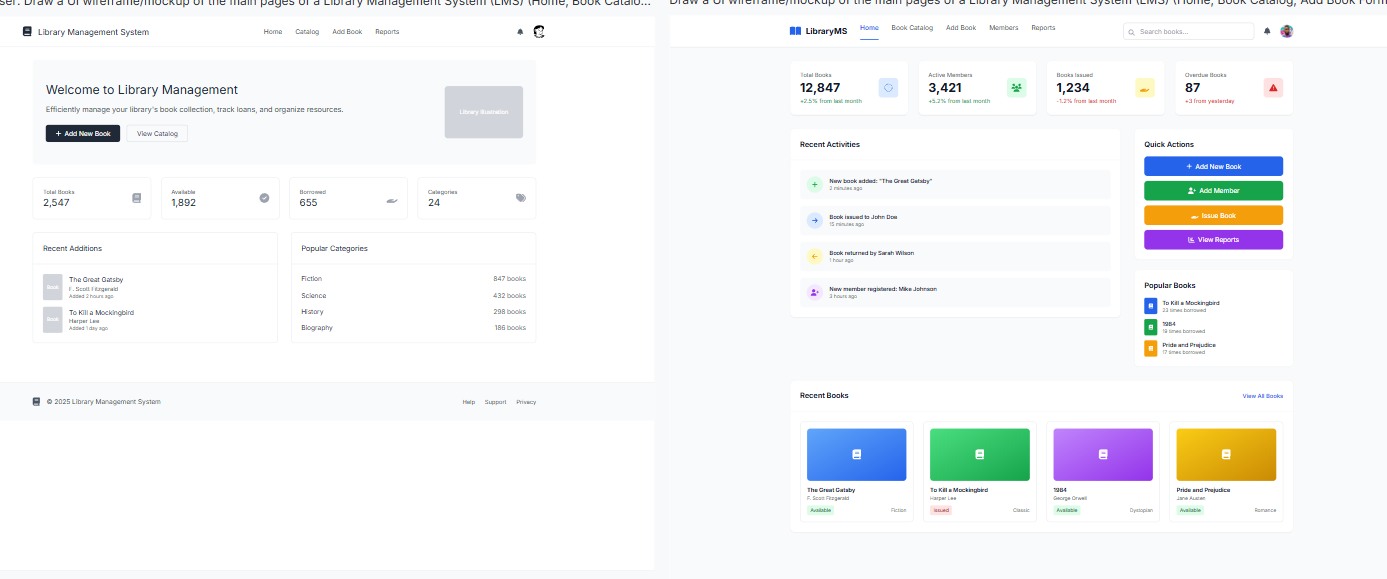 ser: Draw a UI wireframe/mockup of the main pages of a Library Management System (LMS) (Home, Book Catalo...
Library Management System
Home Catalog Add Book Reports
Welcome to Library Management
Efficiently manage your library's book collection, track loans, and organize resources.
+ Add New Book View Catalog
Library Illustration
Total Books
2,547
Available
1,892
Borrowed
655
Categories
24
Recent Additions
Book
The Great Gatsby
F. Scott Fitzgerald
Added 2 hours ago
Book
To Kill a Mockingbird
Harper Lee
Added 1 day ago
Popular Categories
Fiction 847 books
Science 432 books
History 298 books
Biography 186 books
© 2025 Library Management System
Help Support Privacy
Draw a UI wireframe/mockup of the main pages of a Library Management System (LMS) (Home, Book Catalog, Add Book Form
LibraryMS
Home Book Catalog Add Book Members Reports
Search books...
Total Books
12,847
+2.5% from last month
Active Members
3,421
+5.2% from last month
Books Issued
1,234
-1.2% from last month
Overdue Books
87
+3 from yesterday
Recent Activities
New book added: "The Great Gatsby"
2 minutes ago
Book issued to John Doe
15 minutes ago
Book returned by Sarah Wilson
1 hour ago
New member registered: Mike Johnson
3 hours ago
Quick Actions
+ Add New Book
Add Member
Issue Book
View Reports
Popular Books
To Kill a Mockingbird
23 times borrowed
1984
19 times borrowed
Pride and Prejudice
17 times borrowed
Recent Books
View All Books
The Great Gatsby
F. Scott Fitzgerald
Available Fiction
To Kill a Mockingbird
Harper Lee
Issued Classic
1984
George Orwell
Available Dystopian
Pride and Prejudice
Jane Austen
Available Romance